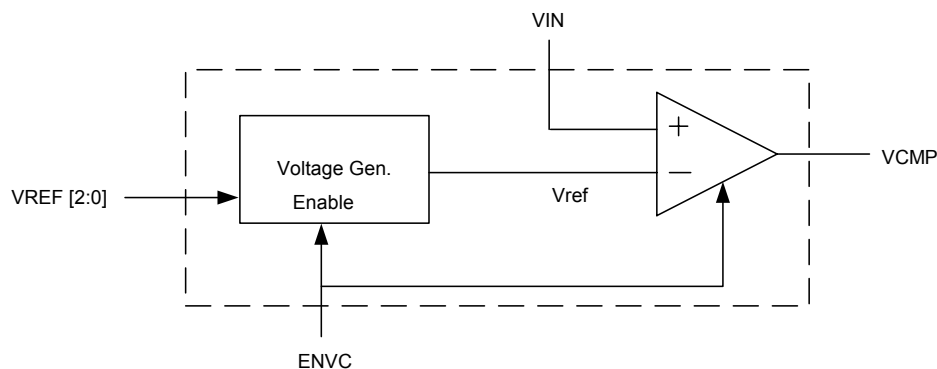 VIN
+
Voltage Gen.
Enable
VREF [2:0]
Vref
−
VCMP
ENVC